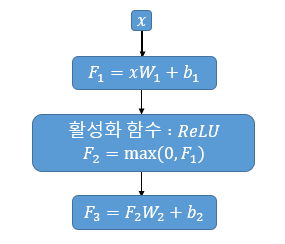 x
F₁ = xW₁ + b₁
활성화 함수 : ReLU
F₂ = max(0, F₁)
F₃ = F₂W₂ + b₂